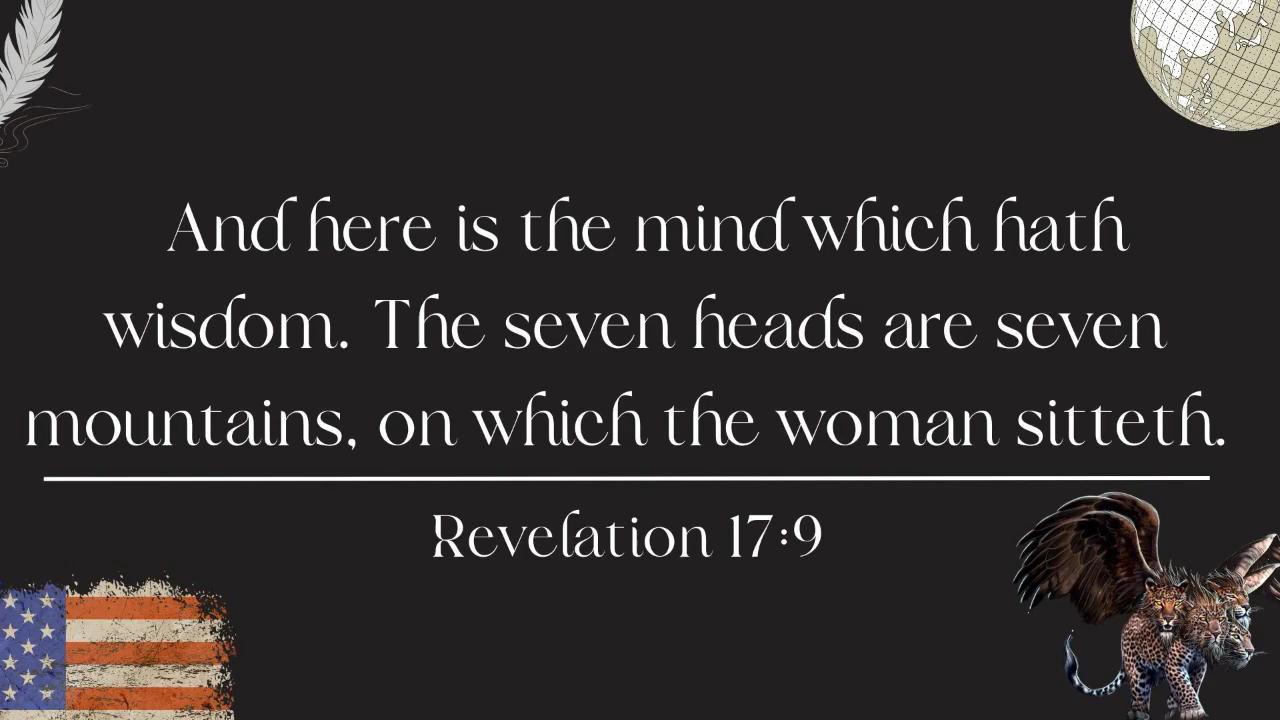 And here is the mind which hath
wisdom. The seven heads are seven
mountains, on which the woman sitteth.
Revelation 17:9